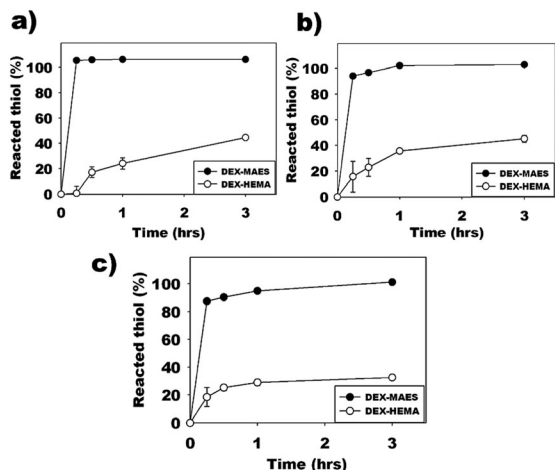 a)
Reacted thiol (%)
100
80
60
40
20
0
DEX-MAES
DEX-HEMA
0 1 2 3
Time (hrs)
b)
Reacted thiol (%)
100
80
60
40
20
0
DEX-MAES
DEX-HEMA
0 1 2 3
Time (hrs)
c)
Reacted thiol (%)
100
80
60
40
20
0
DEX-MAES
DEX-HEMA
0 1 2 3
Time (hrs)